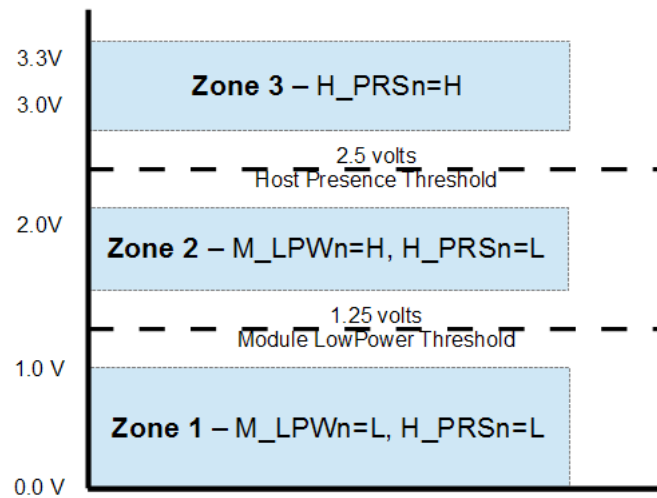 3.3V
Zone 3 – H_PRSn=H
3.0V
2.5 volts
Host Presence Threshold
2.0V
Zone 2 – M_LPWn=H, H_PRSn=L
1.25 volts
Module LowPower Threshold
1.0 V
Zone 1 – M_LPWn=L, H_PRSn=L
0.0 V